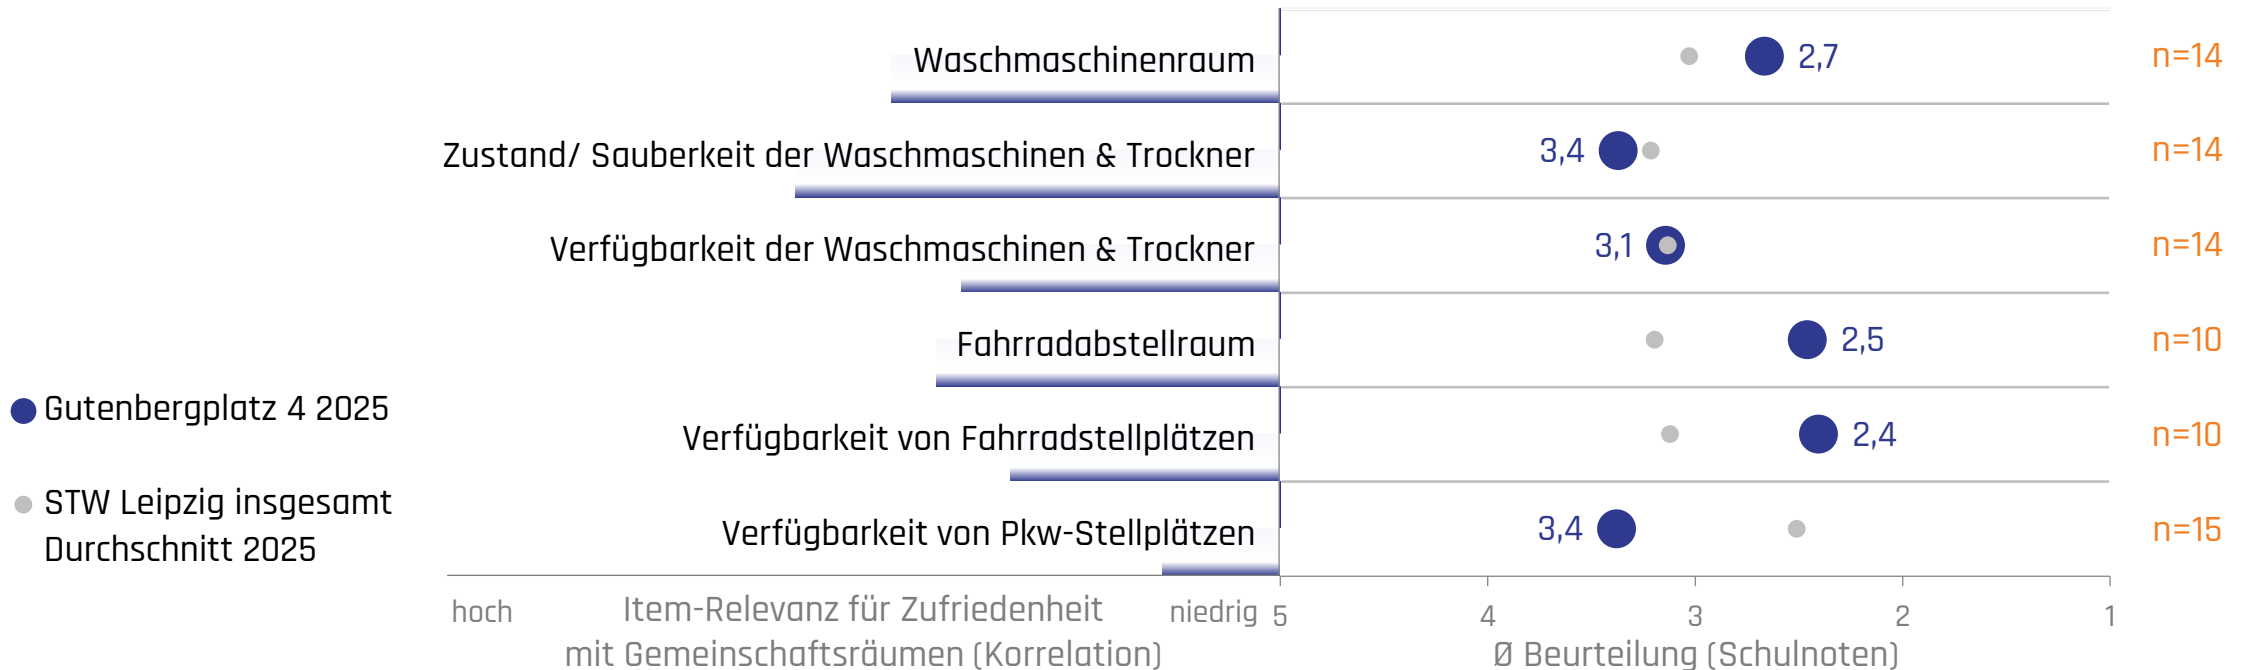 Waschmaschinenraum 2,7 n=14
Zustand/ Sauberkeit der Waschmaschinen & Trockner 3,4 n=14
Verfügbarkeit der Waschmaschinen & Trockner 3,1 n=14
Fahrradabstellraum 2,5 n=10
Verfügbarkeit von Fahrradstellplätzen 2,4 n=10
Verfügbarkeit von Pkw-Stellplätzen 3,4 n=15
Gutenbergplatz 4 2025
STW Leipzig insgesamt
Durchschnitt 2025
hoch Item-Relevanz für Zufriedenheit niedrig
mit Gemeinschaftsräumen (Korrelation)
5 4 3 2 1
Ø Beurteilung (Schulnoten)